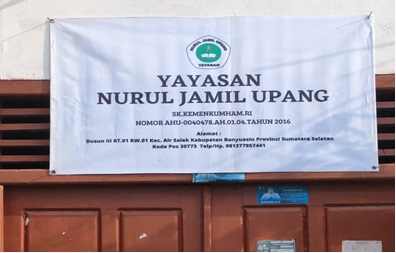 NURUL JAMIL UPANG
YAYASAN
YAYASAN
NURUL JAMIL UPANG
SK.KEMENKUMHAM.RI
NOMOR AHU-0040478.AH.01.04.TAHUN 2016
Alamat :
Dusun III RT.01 KW.01 Kec. Air Salek Kabupaten Banyuasin Provinsi Sumatera Selatan
Kode Pos 30773 Telp/Hp. 081377957441